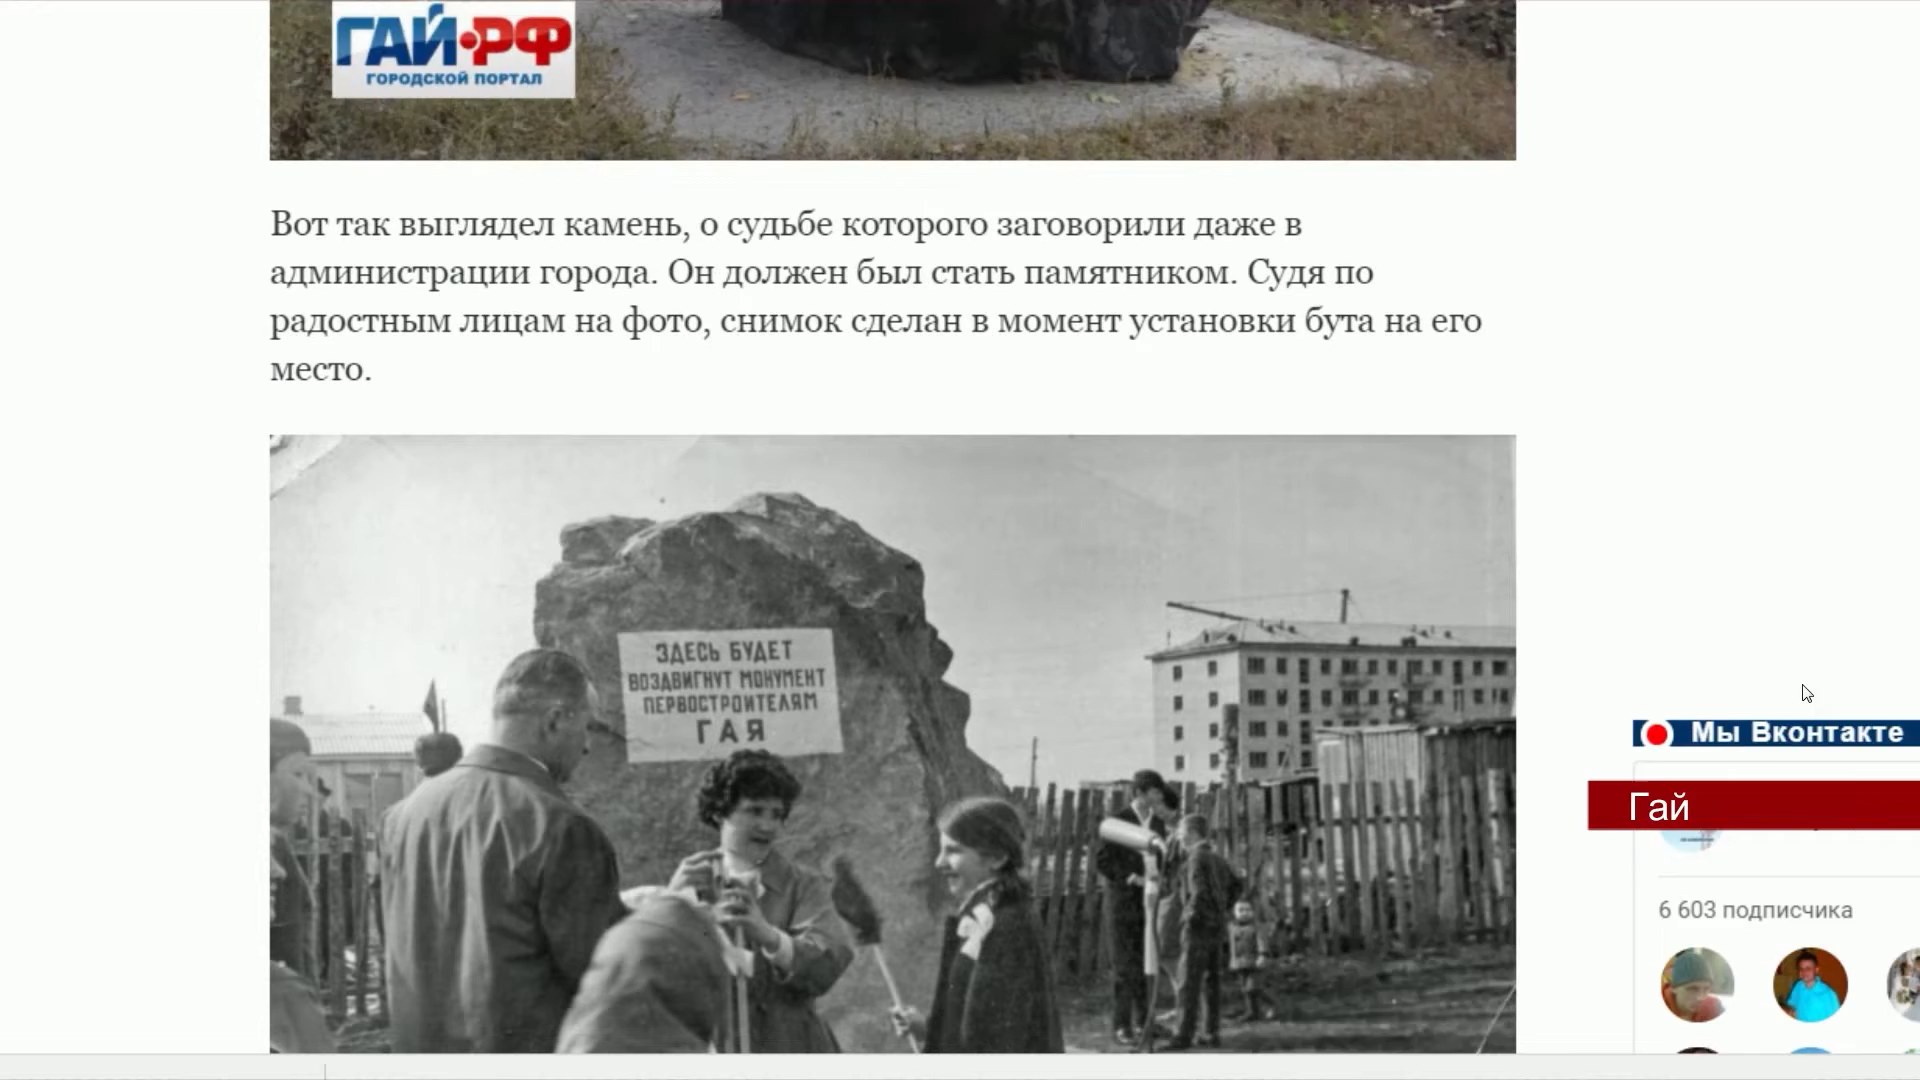 ГАЙ РФ
ГОРОДСКОЙ ПОРТАЛ
Вот так выглядел камень, о судьбе которого заговорили даже в
администрации города. Он должен был стать памятником. Судя по
радостным лицам на фото, снимок сделан в момент установки бута на его
место.
ЗДЕСЬ БУДЕТ
ВОЗДВИГНУТ МОНУМЕНТ
ПЕРВОСТРОИТЕЛЯМ
ГАЯ
Мы Вконтакте
Гай
6 603 подписчика